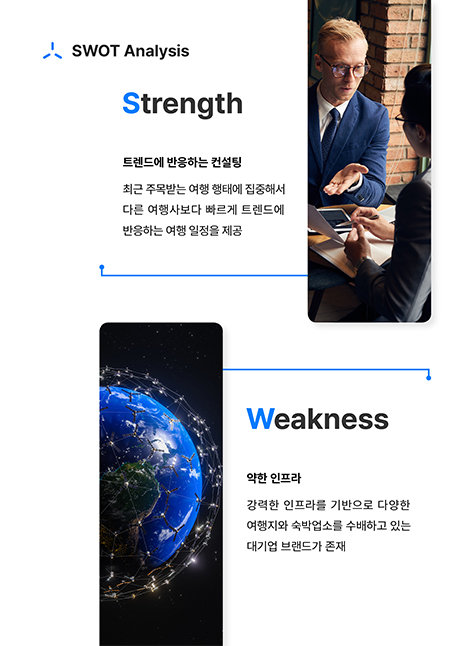 SWOT Analysis
Strength
트렌드에 반응하는 컨설팅
최근 주목받는 여행 행태에 집중해서
다른 여행사보다 빠르게 트렌드에
반응하는 여행 일정을 제공
Weakness
약한 인프라
강력한 인프라를 기반으로 다양한
여행지와 숙박업소를 수배하고 있는
대기업 브랜드가 존재